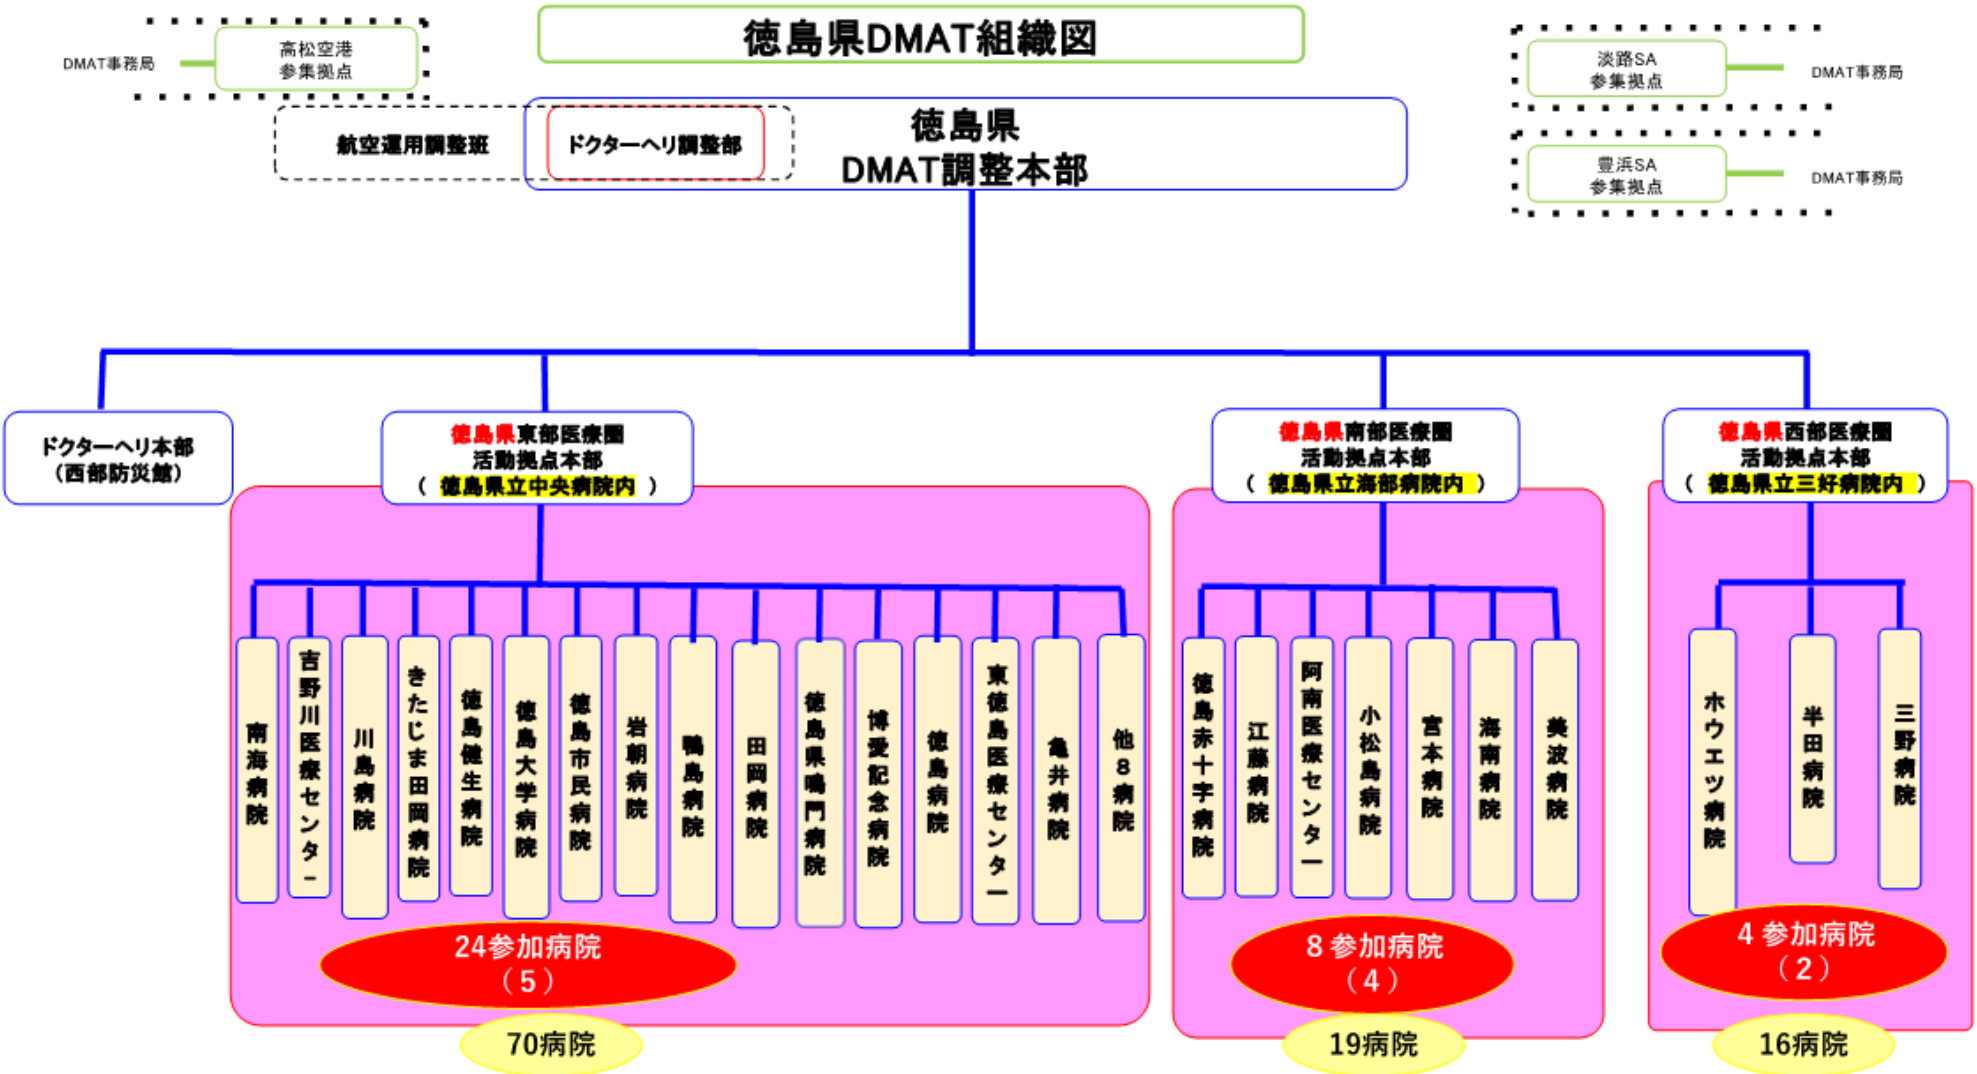 徳島県DMAT組織図
DMAT事務局
高松空港
参集拠点
淡路SA
参集拠点
DMAT事務局
豊浜SA
参集拠点
DMAT事務局
航空運用調整班
ドクターヘリ調整部
徳島県
DMAT調整本部
ドクターヘリ本部
（西部防災館）
徳島県東部医療圏
活動拠点本部
（ 徳島県立中央病院内 ）
徳島県南部医療圏
活動拠点本部
（ 徳島県立海部病院内 ）
徳島県西部医療圏
活動拠点本部
（ 徳島県立三好病院内 ）
南海病院
吉野川医療センター
川島病院
きたじま田岡病院
徳島健生病院
徳島大学病院
徳島市民病院
岩朝病院
鴨島病院
田岡病院
徳島県鳴門病院
博愛記念病院
徳島病院
東徳島医療センター
亀井病院
他８病院
徳島赤十字病院
江藤病院
阿南医療センター
小松島病院
宮本病院
海南病院
美波病院
ホウエツ病院
半田病院
三野病院
24参加病院
（５）
8 参加病院
（４）
4 参加病院
（２）
70病院
19病院
16病院